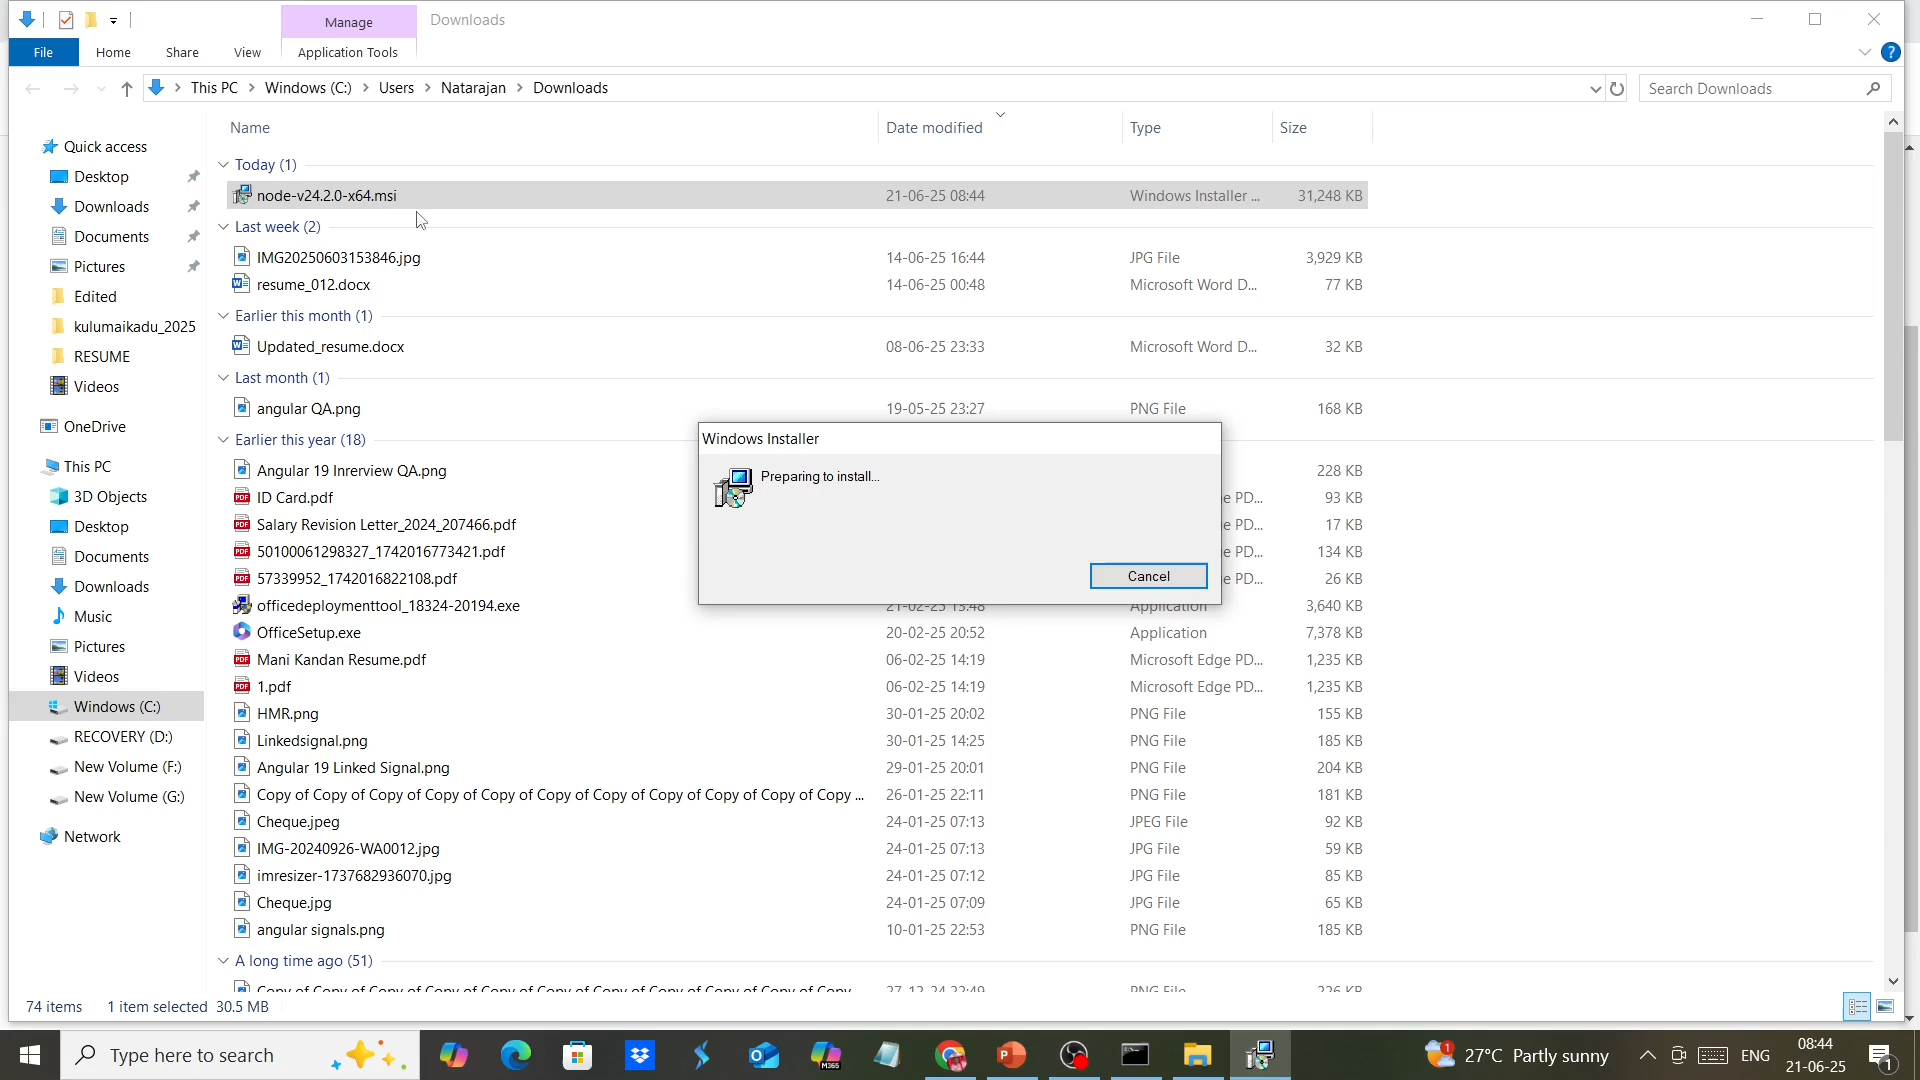 Manage
Downloads
File
Home
Share
View
Application Tools
This PC
Windows (C:)
Users
Natarajan
Downloads
Search Downloads
Name
Date modified
Type
Size
Quick access
Desktop
Downloads
Documents
Pictures
Edited
kulumaikadu_2025
RESUME
Videos
OneDrive
This PC
3D Objects
Desktop
Documents
Downloads
Music
Pictures
Videos
Windows (C:)
RECOVERY (D:)
New Volume (F:)
New Volume (G:)
Network
Today (1)
node-v24.2.0-x64.msi 21-06-25 08:44 Windows Installer ... 31,248 KB
Last week (2)
IMG20250603153846.jpg 14-06-25 16:44 JPG File 3,929 KB
resume_012.docx 14-06-25 00:48 Microsoft Word D... 77 KB
Earlier this month (1)
Updated_resume.docx 08-06-25 23:33 Microsoft Word D... 32 KB
Last month (1)
angular QA.png 19-05-25 23:27 PNG File 168 KB
Earlier this year (18)
Angular 19 Inrerview QA.png 228 KB
ID Card.pdf e PD... 93 KB
Salary Revision Letter_2024_207466.pdf e PD... 17 KB
50100061298327_1742016773421.pdf e PD... 134 KB
57339952_1742016822108.pdf e PD... 26 KB
officedeploymenttool_18324-20194.exe 21-02-25 13:48 Application 3,640 KB
OfficeSetup.exe 20-02-25 20:52 Application 7,378 KB
Mani Kandan Resume.pdf 06-02-25 14:19 Microsoft Edge PD... 1,235 KB
1.pdf 06-02-25 14:19 Microsoft Edge PD... 1,235 KB
HMR.png 30-01-25 20:02 PNG File 155 KB
Linkedsignal.png 30-01-25 14:25 PNG File 185 KB
Angular 19 Linked Signal.png 29-01-25 20:01 PNG File 204 KB
Copy of Copy of Copy of Copy of Copy of Copy of Copy of Copy of Copy of Copy of Copy ... 26-01-25 22:11 PNG File 181 KB
Cheque.jpeg 24-01-25 07:13 JPEG File 92 KB
IMG-20240926-WA0012.jpg 24-01-25 07:13 JPG File 59 KB
imresizer-1737682936070.jpg 24-01-25 07:12 JPG File 85 KB
Cheque.jpg 24-01-25 07:09 JPG File 65 KB
angular signals.png 10-01-25 22:53 PNG File 185 KB
A long time ago (51)
Windows Installer
Preparing to install...
Cancel
74 items
1 item selected 30.5 MB
Type here to search
M365
1
27°C Partly sunny
ENG
08:44
21-06-25
1